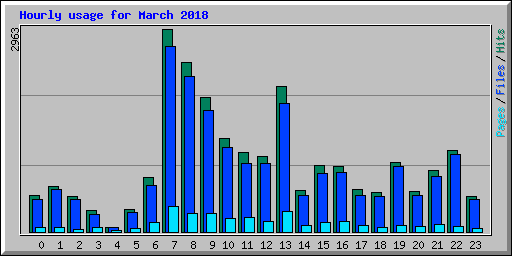 Hourly usage for March 2018
2963
Pages/Files/Hits
0 1 2 3 4 5 6 7 8 9 10 11 12 13 14 15 16 17 18 19 20 21 22 23